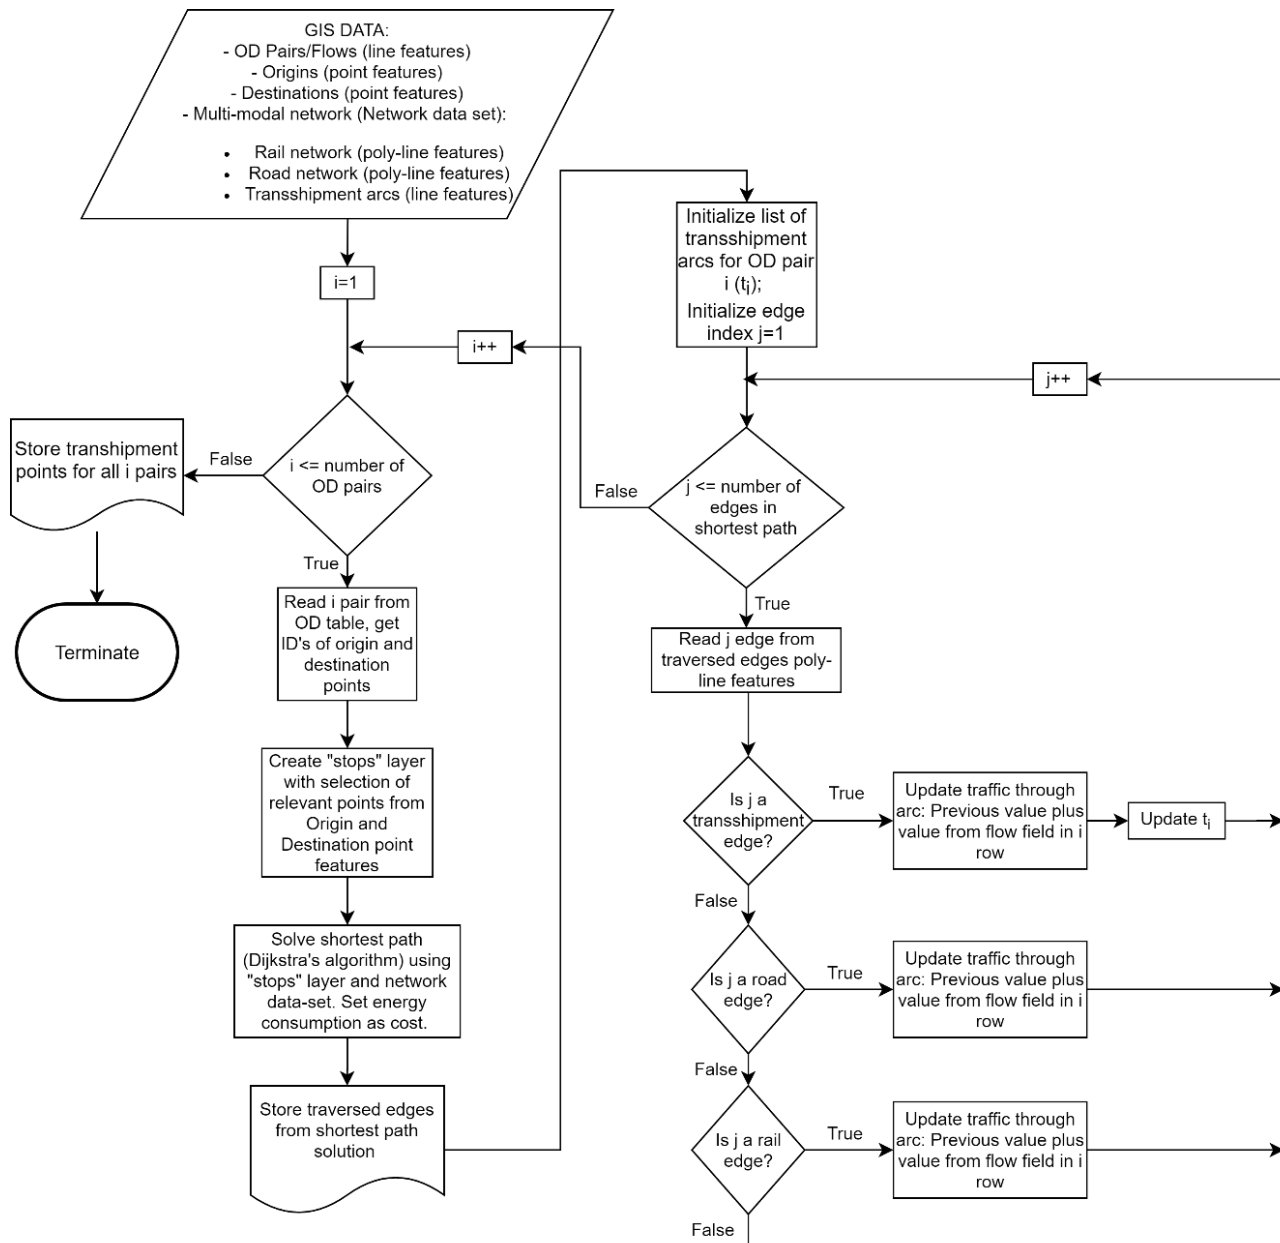 GIS DATA:
- OD Pairs/Flows (line features)
- Origins (point features)
- Destinations (point features)
- Multi-modal network (Network data set):
• Rail network (poly-line features)
• Road network (poly-line features)
• Transshipment arcs (line features)
i=1
i++
i <= number of
OD pairs
False
Store transhipment
points for all i pairs
Terminate
True
Read i pair from
OD table, get
ID's of origin and
destination
points
Create "stops" layer
with selection of
relevant points from
Origin and
Destination point
features
Solve shortest path
(Dijkstra's algorithm) using
"stops" layer and network
data-set. Set energy
consumption as cost.
Store traversed edges
from shortest path
solution
Initialize list of
transshipment
arcs for OD pair
i (ti);
Initialize edge
index j=1
j++
j <= number of
edges in
shortest path
False
True
Read j edge from
traversed edges poly-
line features
Is j a
transshipment
edge?
True
Update traffic through
arc: Previous value plus
value from flow field in i
row
Update ti
False
Is j a road
edge?
True
Update traffic through
arc: Previous value plus
value from flow field in i
row
False
Is j a rail
edge?
True
Update traffic through
arc: Previous value plus
value from flow field in i
row
False